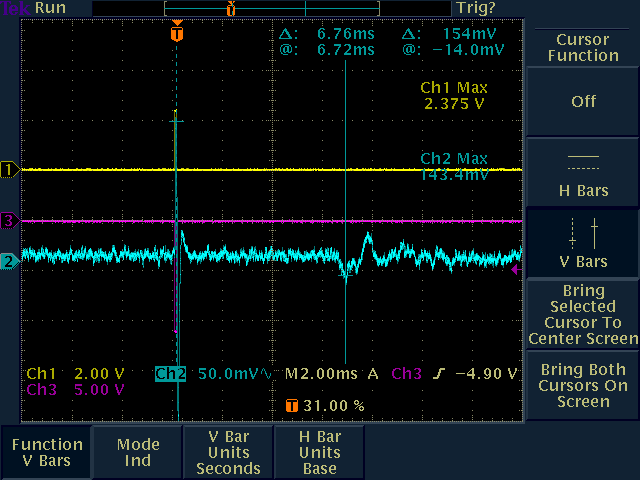 Tek Run Trig?
U
T
Δ: 6.76ms Δ: 154mV
@: 6.72ms @: −14.0mV
Ch1 Max
2.375 V
Ch2 Max
143.4mV
1
3
2
Ch1 2.00 V Ch2 50.0mV∿ M 2.00ms A Ch3 ƒ −4.90 V
Ch3 5.00 V
T 31.00 %
Cursor
Function
Off
H Bars
V Bars
Bring
Selected
Cursor To
Center Screen
Bring Both
Cursors On
Screen
Function
V Bars
Mode
Ind
V Bar
Units
Seconds
H Bar
Units
Base